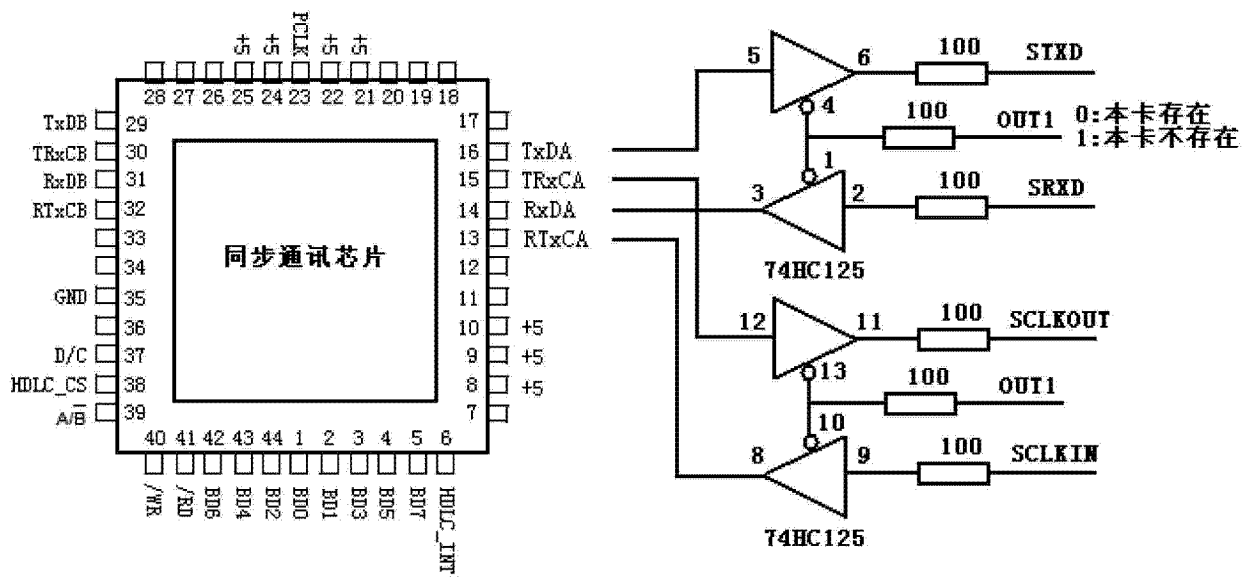 +5 +5 PCLK +5 +5
28 27 26 25 24 23 22 21 20 19 18
TxDB 29
TRxCB 30
RxDB 31
RTxCB 32
33
34
GND 35
36
D/C 37
HDLC_CS 38
A/B 39
同步通讯芯片
17
16 TxDA
15 TRxCA
14 RxDA
13 RTxCA
12
11
10 +5
9 +5
8 +5
7
40 41 42 43 44 1 2 3 4 5 6
/WR /RD BD6 BD4 BD2 BD0 BD1 BD3 BD5 BD7 HDLC_INT
5 6 100 STXD
4 100 OUT1 0:本卡存在
1:本卡不存在
1
3 2 100 SRXD
74HC125
12 11 100 SCLKOUT
13 100 OUT1
10
8 9 100 SCLKIN
74HC125